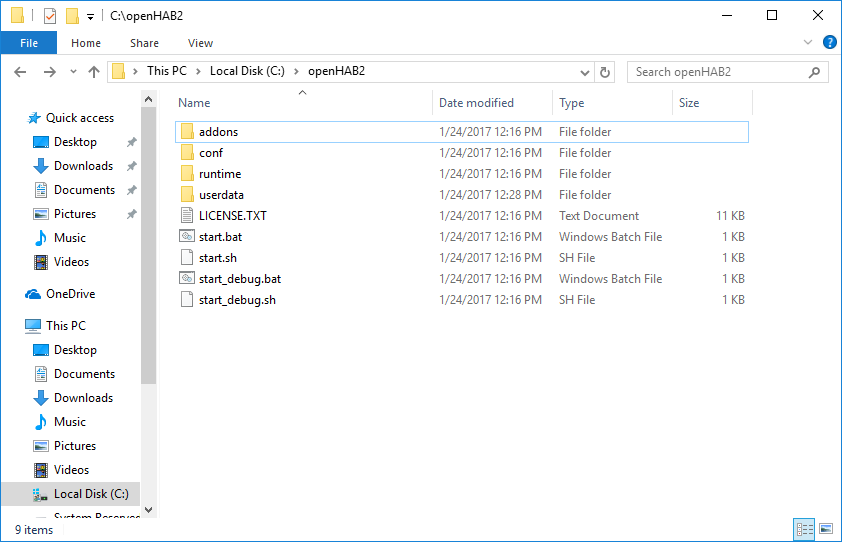 C:\openHAB2
File Home Share View
This PC Local Disk (C:) openHAB2 Search openHAB2
Name Date modified Type Size
Quick access
Desktop
Downloads
Documents
Pictures
Music
Videos
OneDrive
This PC
Desktop
Documents
Downloads
Music
Pictures
Videos
Local Disk (C:)
System Reserve
addons 1/24/2017 12:16 PM File folder
conf 1/24/2017 12:16 PM File folder
runtime 1/24/2017 12:16 PM File folder
userdata 1/24/2017 12:28 PM File folder
LICENSE.TXT 1/24/2017 12:16 PM Text Document 11 KB
start.bat 1/24/2017 12:16 PM Windows Batch File 1 KB
start.sh 1/24/2017 12:16 PM SH File 1 KB
start_debug.bat 1/24/2017 12:16 PM Windows Batch File 1 KB
start_debug.sh 1/24/2017 12:16 PM SH File 1 KB
9 items